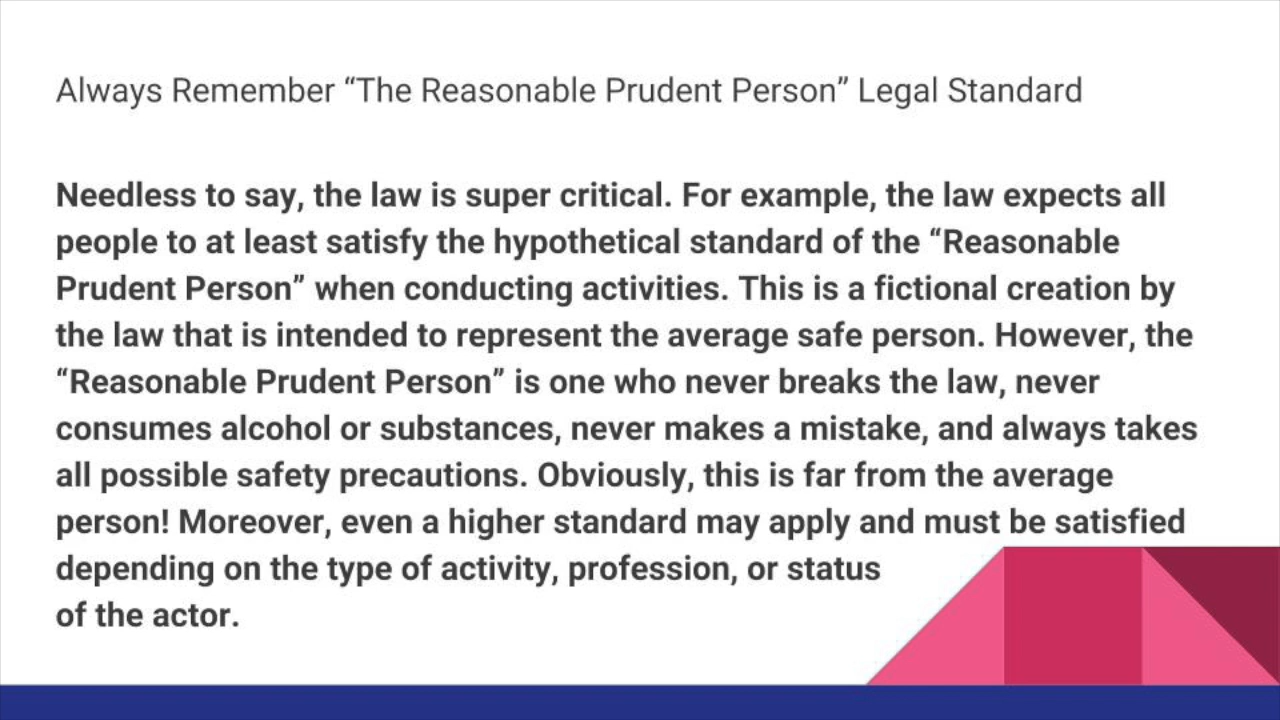 Always Remember “The Reasonable Prudent Person” Legal Standard
Needless to say, the law is super critical. For example, the law expects all
people to at least satisfy the hypothetical standard of the “Reasonable
Prudent Person” when conducting activities. This is a fictional creation by
the law that is intended to represent the average safe person. However, the
“Reasonable Prudent Person” is one who never breaks the law, never
consumes alcohol or substances, never makes a mistake, and always takes
all possible safety precautions. Obviously, this is far from the average
person! Moreover, even a higher standard may apply and must be satisfied
depending on the type of activity, profession, or status
of the actor.